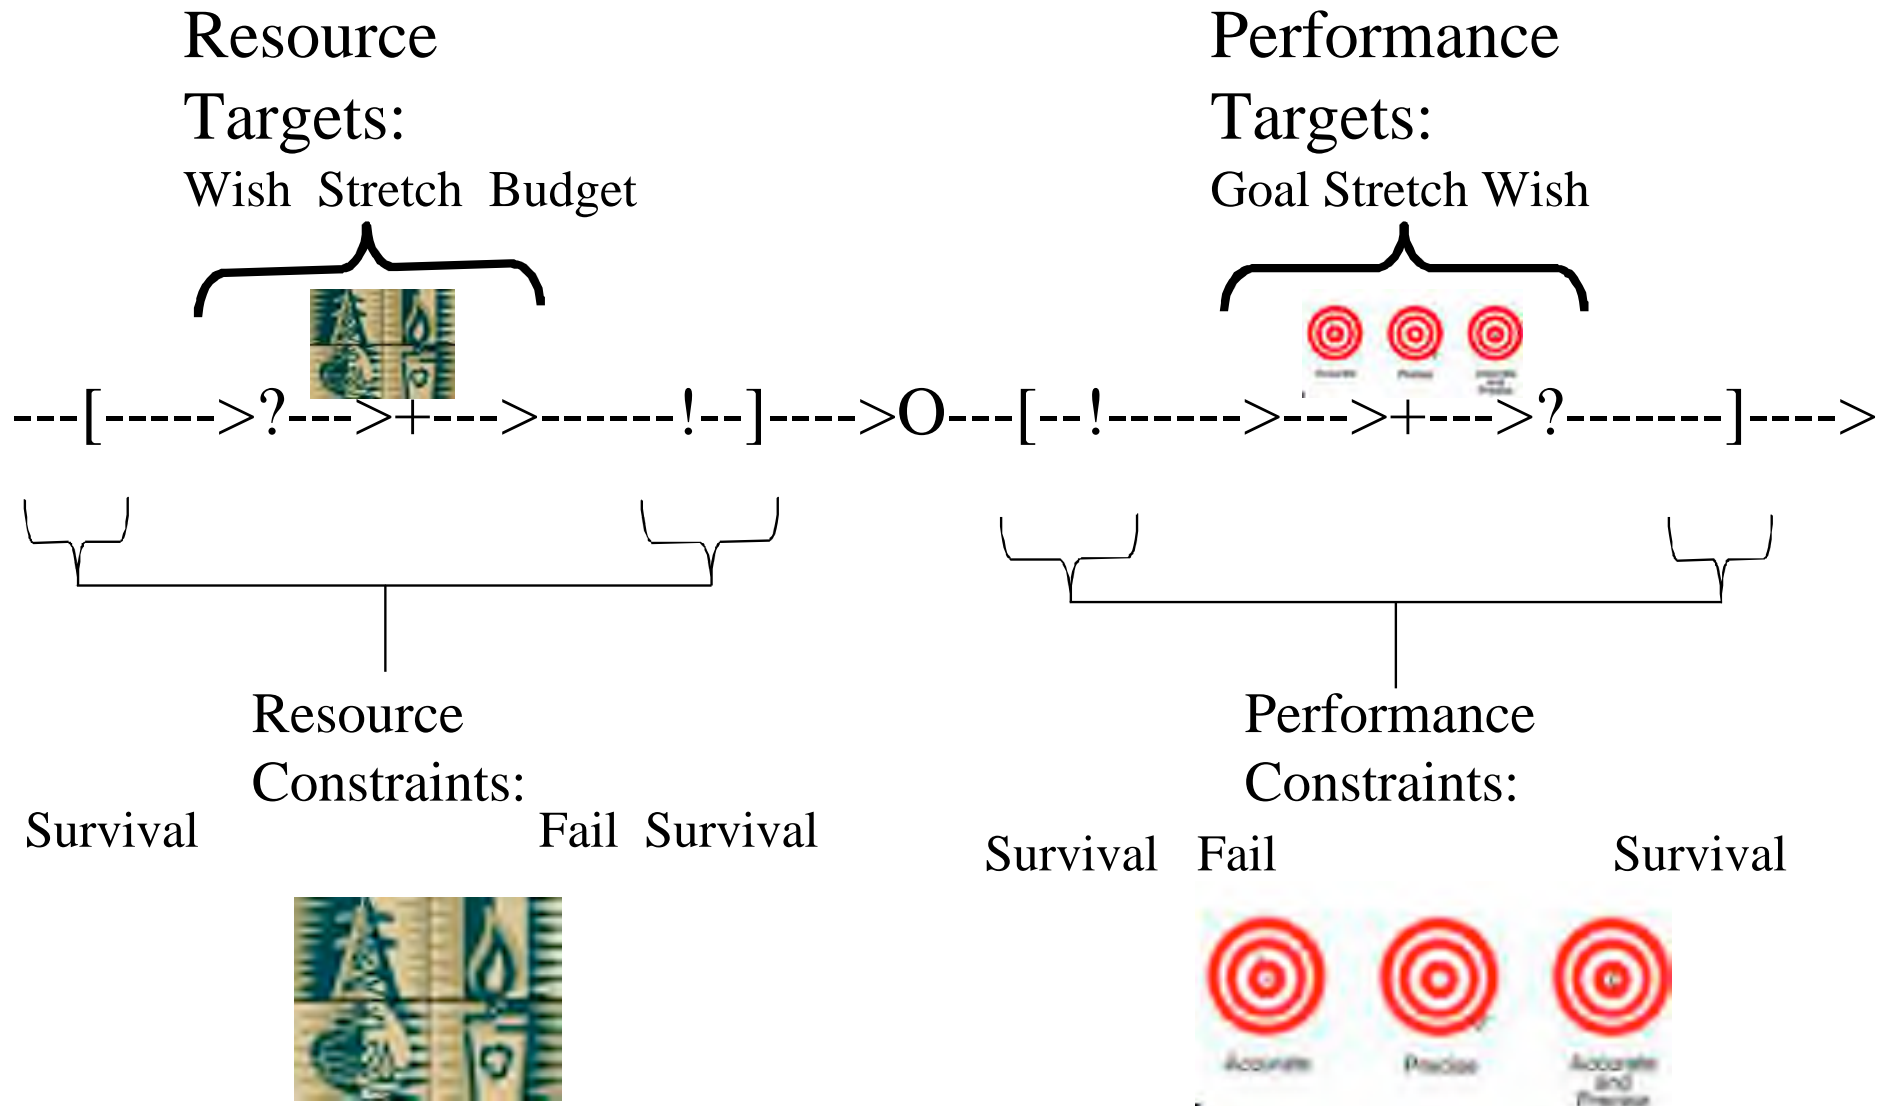 Resource
Targets:
Wish Stretch Budget
Performance
Targets:
Goal Stretch Wish
---[----->?--->+--->------!--]---->O---[--!------>--->+--->?-------]---->
Resource
Constraints:
Survival Fail Survival
Performance
Constraints:
Survival Fail Survival
Accurate
Precise
Accurate
and
Precise